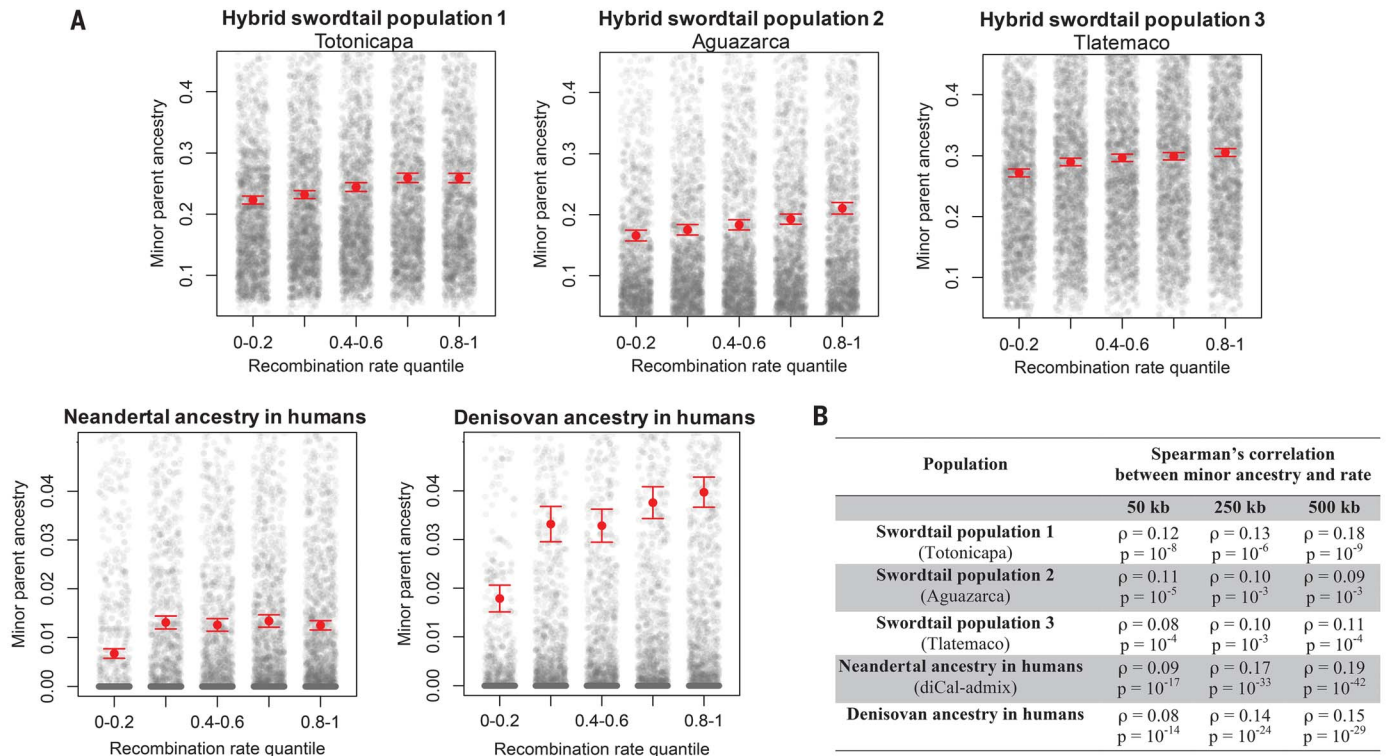 A
Hybrid swordtail population 1
Totonicapa
Minor parent ancestry
0.4
0.3
0.2
0.1
0-0.2
0.4-0.6
0.8-1
Recombination rate quantile
Hybrid swordtail population 2
Aguazarca
Minor parent ancestry
0.4
0.3
0.2
0.1
0-0.2
0.4-0.6
0.8-1
Recombination rate quantile
Hybrid swordtail population 3
Tlatemaco
Minor parent ancestry
0.4
0.3
0.2
0.1
0-0.2
0.4-0.6
0.8-1
Recombination rate quantile
Neandertal ancestry in humans
Minor parent ancestry
0.04
0.03
0.02
0.01
0.00
0-0.2
0.4-0.6
0.8-1
Recombination rate quantile
Denisovan ancestry in humans
Minor parent ancestry
0.04
0.03
0.02
0.01
0.00
0-0.2
0.4-0.6
0.8-1
Recombination rate quantile
B
Population
Spearman's correlation
between minor ancestry and rate
50 kb 250 kb 500 kb
Swordtail population 1 ρ = 0.12 ρ = 0.13 ρ = 0.18
(Totonicapa) p = 10⁻⁸ p = 10⁻⁶ p = 10⁻⁹
Swordtail population 2 ρ = 0.11 ρ = 0.10 ρ = 0.09
(Aguazarca) p = 10⁻⁵ p = 10⁻³ p = 10⁻³
Swordtail population 3 ρ = 0.08 ρ = 0.10 ρ = 0.11
(Tlatemaco) p = 10⁻⁴ p = 10⁻³ p = 10⁻⁴
Neandertal ancestry in humans ρ = 0.09 ρ = 0.17 ρ = 0.19
(diCal-admix) p = 10⁻¹⁷ p = 10⁻³³ p = 10⁻⁴²
Denisovan ancestry in humans ρ = 0.08 ρ = 0.14 ρ = 0.15
p = 10⁻¹⁴ p = 10⁻²⁴ p = 10⁻²⁹